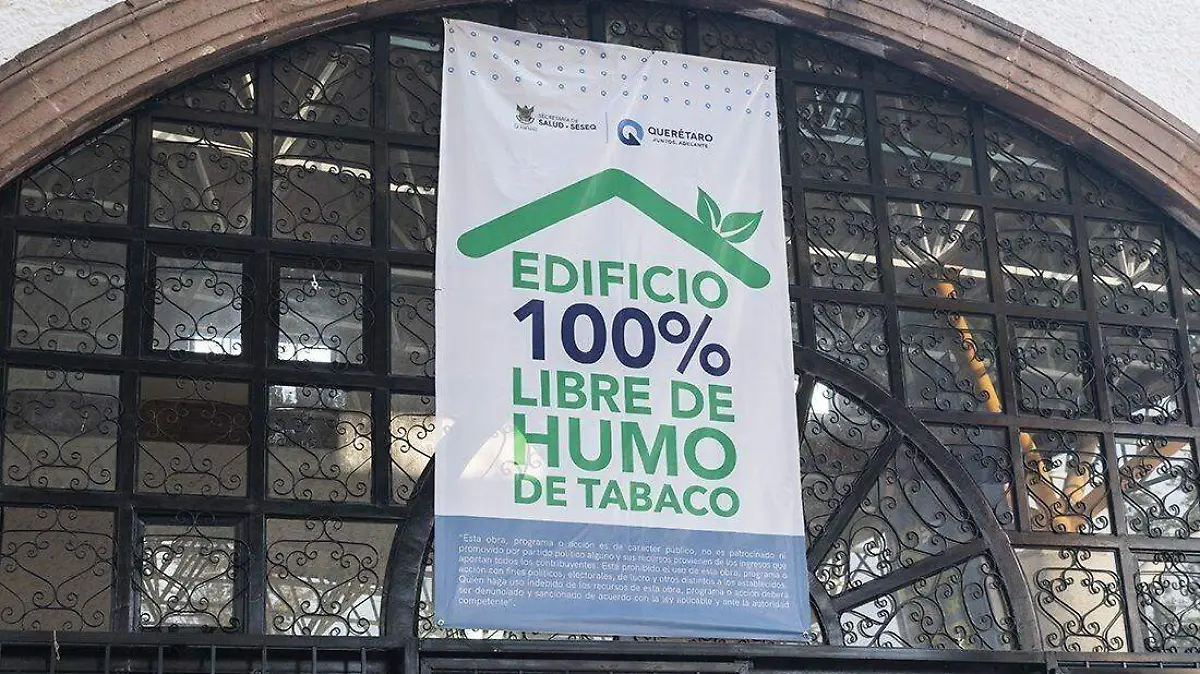 SECRETARÍA DE
SALUD • SESEQ
QUERÉTARO
JUNTOS, ADELANTE
EDIFICIO
100%
LIBRE DE
HUMO
DE TABACO
"Esta obra, programa o acción es de carácter público, no es patrocinado ni
promovido por partido político alguno y sus recursos provienen de los ingresos que
aportan todos los contribuyentes. Está prohibido el uso de esta obra, programa o
acción con fines políticos, electorales, de lucro y otros distintos a los establecidos.
Quien haga uso indebido de los recursos de esta obra, programa o acción deberá
ser denunciado y sancionado de acuerdo con la ley aplicable y ante la autoridad
competente".